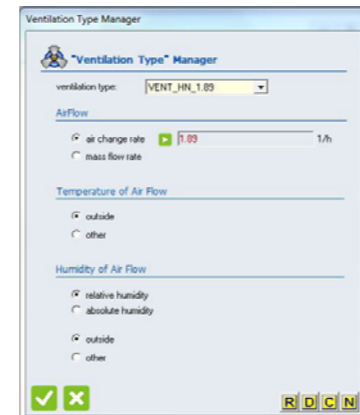 Ventilation Type Manager
"Ventilation Type" Manager
ventilation type: VENT_HN_1.89
AirFlow
air change rate 1.89 1/h
mass flow rate
Temperature of Air Flow
outside
other
Humidity of Air Flow
relative humidity
absolute humidity
outside
other
R D C N